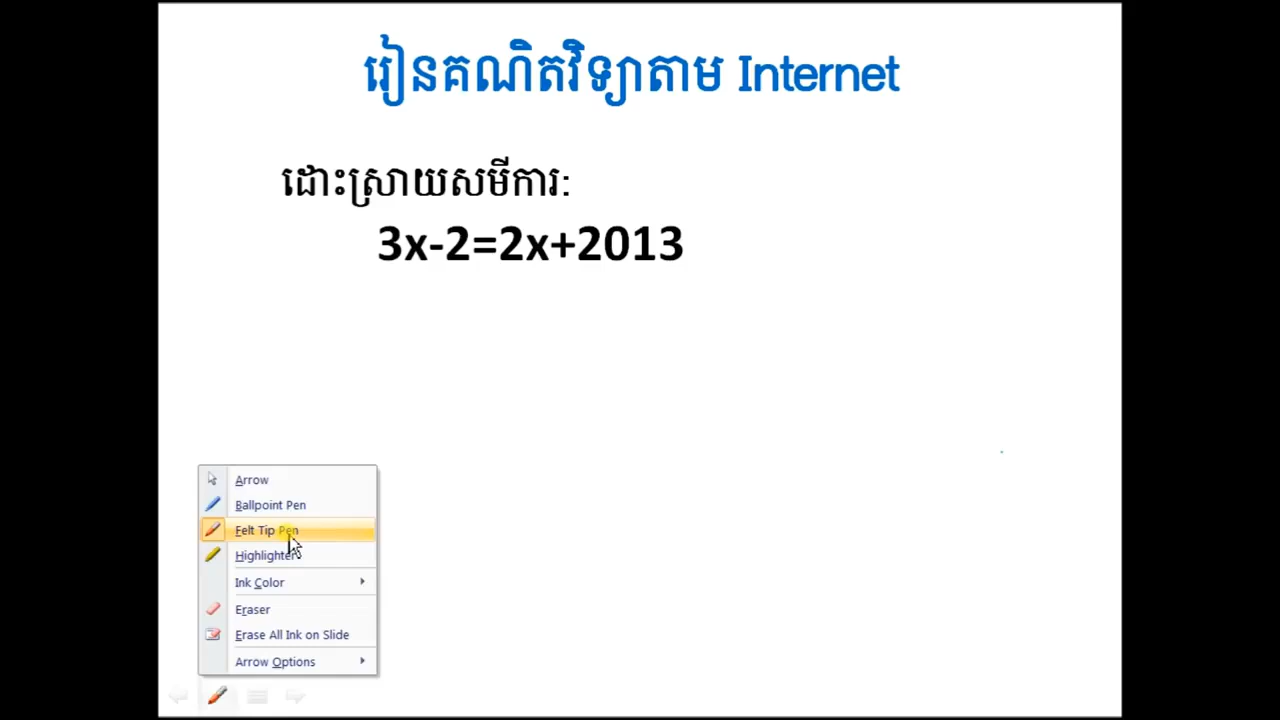 រៀនគណិតវិទ្យាតាម Internet
ដោះស្រាយសមីការ:
3x-2=2x+2013
Arrow
Ballpoint Pen
Felt Tip Pen
Highlighter
Ink Color
Eraser
Erase All Ink on Slide
Arrow Options